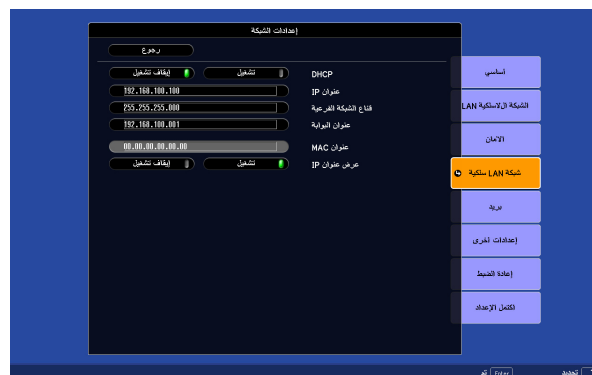 إعدادات الشبكة
رجوع
DHCP تشغيل إيقاف تشغيل
عنوان IP 192.168.100.100
قناع الشبكة الفرعية 255.255.255.000
عنوان البوابة 192.168.100.001
عنوان MAC 00.00.00.00.00.00
عرض عنوان IP تشغيل إيقاف تشغيل
أساسي
الشبكة اللاسلكية LAN
الأمان
شبكة LAN سلكية
بريد
إعدادات أخرى
إعادة الضبط
اكتمل الإعداد
تحديد [Enter] تم